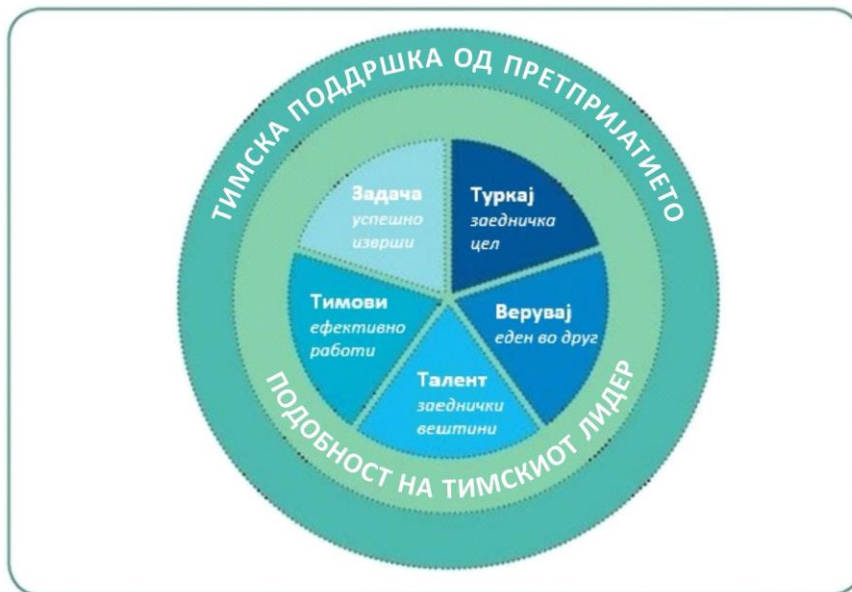 ТИМСКА ПОДДРШКА ОД ПРЕТПРИЈАТИЕТО
Задача
успешно
изврши
Туркај
заедничка
цел
Тимови
ефективно
работи
Верувај
еден во друг
Талент
заеднички
вештини
ПОДОБНОСТ НА ТИМСКИОТ ЛИДЕР